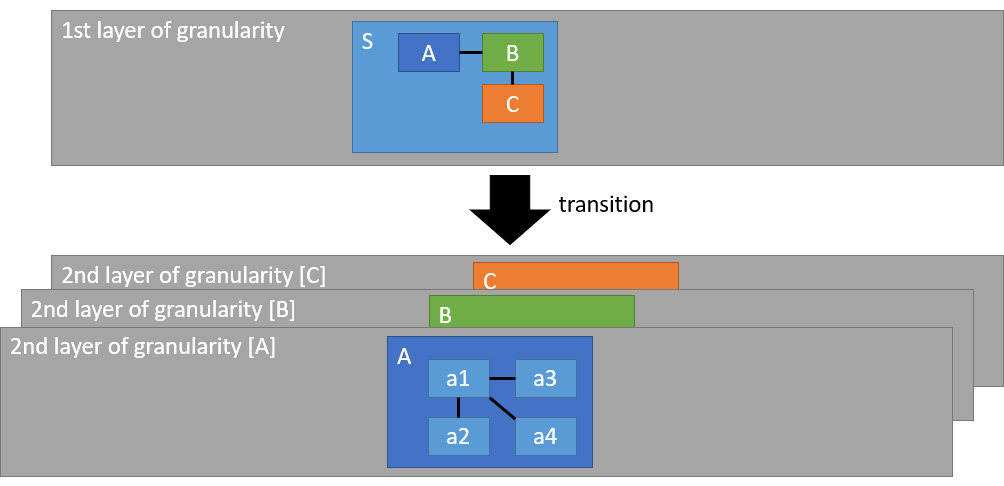 1st layer of granularity
S
A
B
C
transition
2nd layer of granularity [C]
C
2nd layer of granularity [B]
B
2nd layer of granularity [A]
A
a1
a3
a2
a4